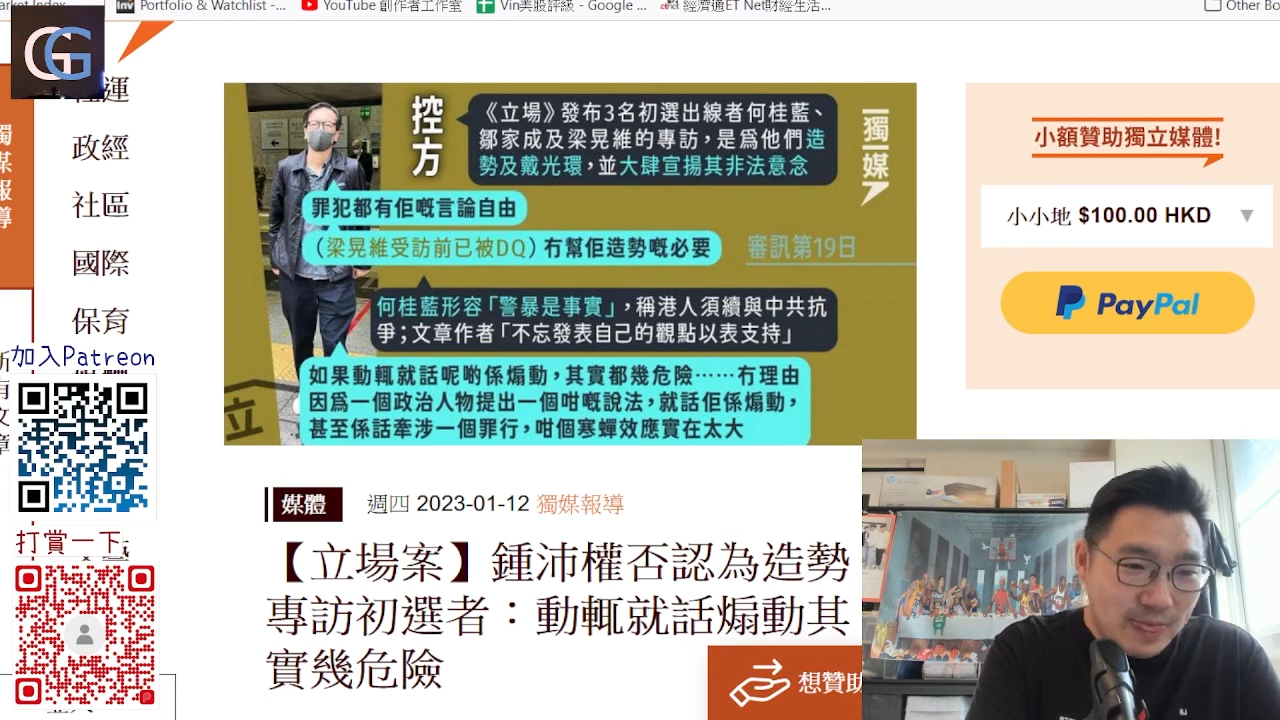 Portfolio & Watchlist -...
YouTube 創作者工作室
Vin美股評級 - Google ...
經濟通ET Net財經生活...
Other Bo
GG
政經
社區
國際
保育
加入Patreon
打賞一下
控方
《立場》發布3名初選出線者何桂藍、
鄒家成及梁晃維的專訪，是為他們造
勢及戴光環，並大肆宣揚其非法意念
獨媒
罪犯都有佢嘅言論自由
（梁晃維受訪前已被DQ）冇幫佢造勢嘅必要
審訊第19日
何桂藍形容「警暴是事實」，稱港人須續與中共抗
爭；文章作者「不忘發表自己的觀點以表支持」
如果動輒就話呢啲係煽動，其實都幾危險……冇理由
因為一個政治人物提出一個咁嘅說法，就話佢係煽動，
甚至係話牽涉一個罪行，咁個寒蟬效應實在太大
立
小額贊助獨立媒體!
小小地 $100.00 HKD
PayPal
媒體
週四 2023-01-12 獨媒報導
【立場案】鍾沛權否認為造勢
專訪初選者：動輒就話煽動其
實幾危險
想贊助